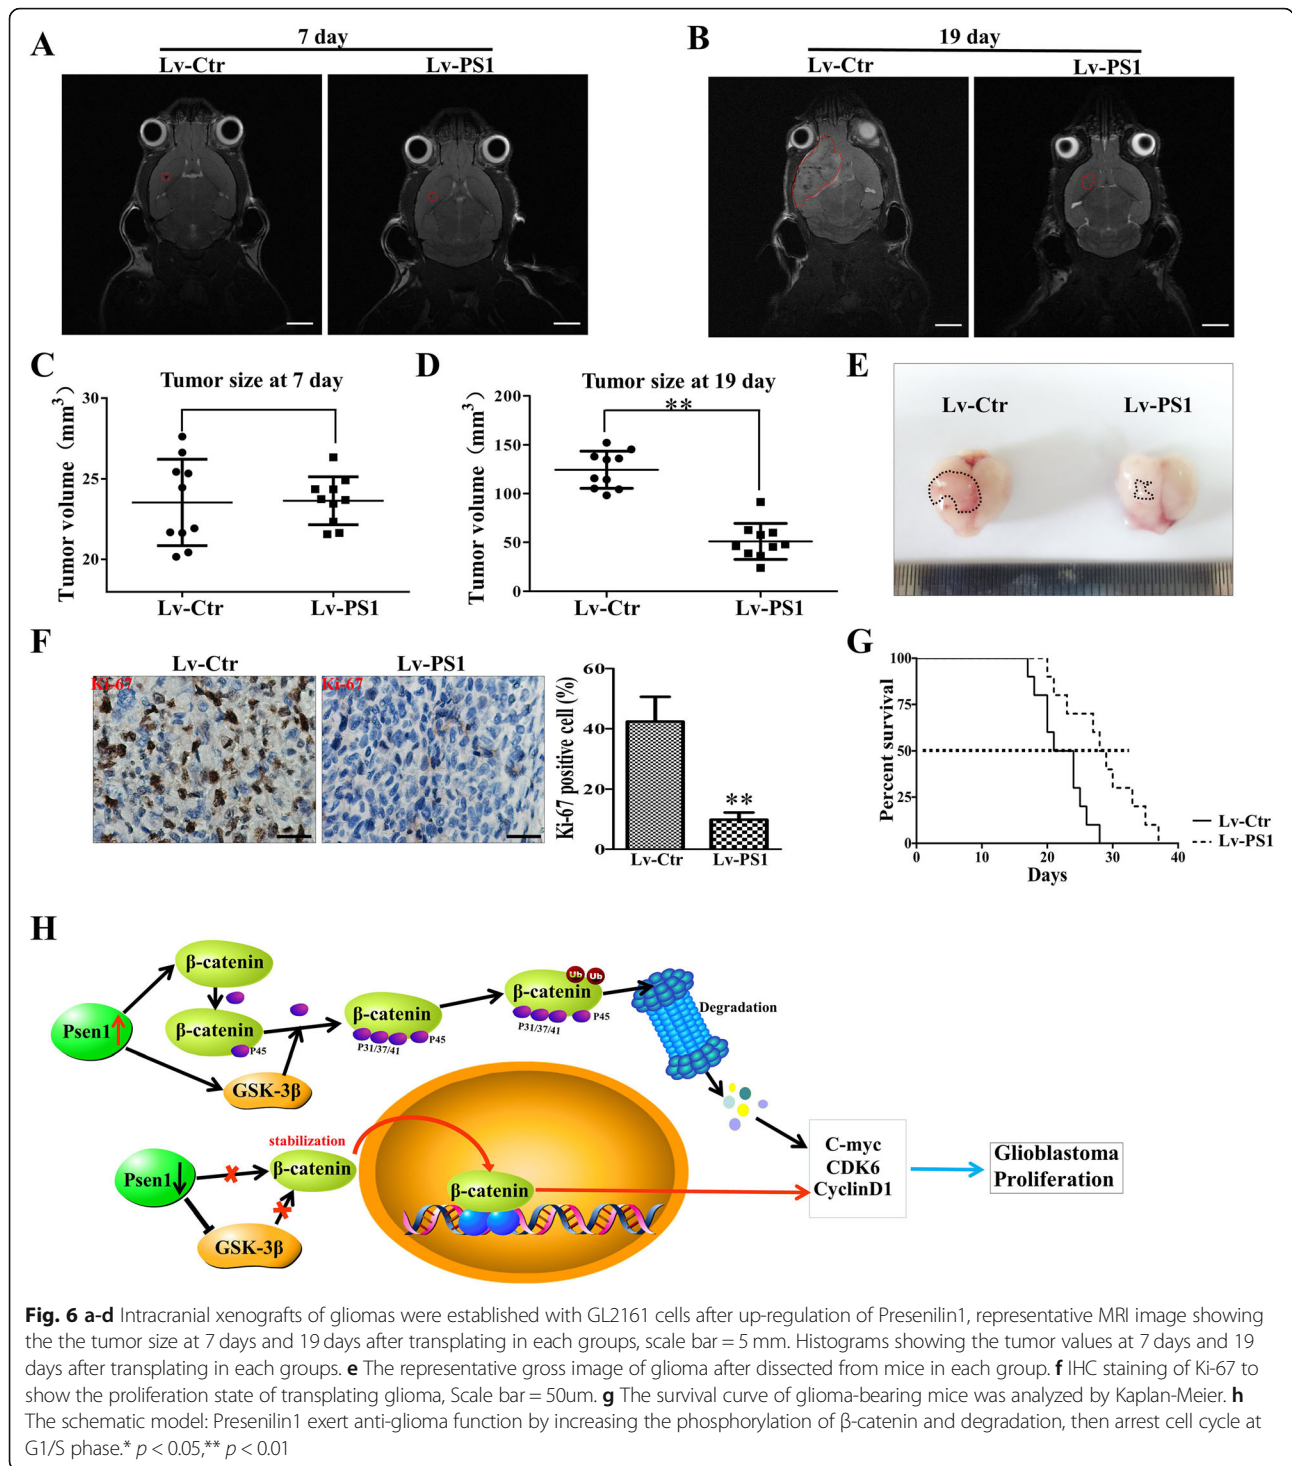 A
7 day
Lv-Ctr
Lv-PS1
B
19 day
Lv-Ctr
Lv-PS1
C
Tumor size at 7 day
Tumor volume (mm³)
30
25
20
Lv-Ctr
Lv-PS1
D
Tumor size at 19 day
**
Tumor volume (mm³)
200
150
100
50
0
Lv-Ctr
Lv-PS1
E
Lv-Ctr
Lv-PS1
F
Lv-Ctr
Lv-PS1
Ki-67
Ki-67
Ki-67 positive cell (%)
60
40
20
0
**
Lv-Ctr
Lv-PS1
G
Percent survival
100
75
50
25
0
0
10
20
30
40
Days
Lv-Ctr
Lv-PS1
H
β-catenin
Psen1
β-catenin
P45
GSK-3β
β-catenin
P31/37/41
P45
Ub
Ub
β-catenin
P31/37/41
P45
Degradation
stabilization
β-catenin
Psen1
GSK-3β
β-catenin
C-myc
CDK6
CyclinD1
Glioblastoma
Proliferation
Fig. 6 a-d Intracranial xenografts of gliomas were established with GL2161 cells after up-regulation of Presenilin1, representative MRI image showing
the the tumor size at 7 days and 19 days after transplating in each groups, scale bar = 5 mm. Histograms showing the tumor values at 7 days and 19
days after transplating in each groups. e The representative gross image of glioma after dissected from mice in each group. f IHC staining of Ki-67 to
show the proliferation state of transplating glioma, Scale bar = 50um. g The survival curve of glioma-bearing mice was analyzed by Kaplan-Meier. h
The schematic model: Presenilin1 exert anti-glioma function by increasing the phosphorylation of β-catenin and degradation, then arrest cell cycle at
G1/S phase.* p < 0.05,** p < 0.01